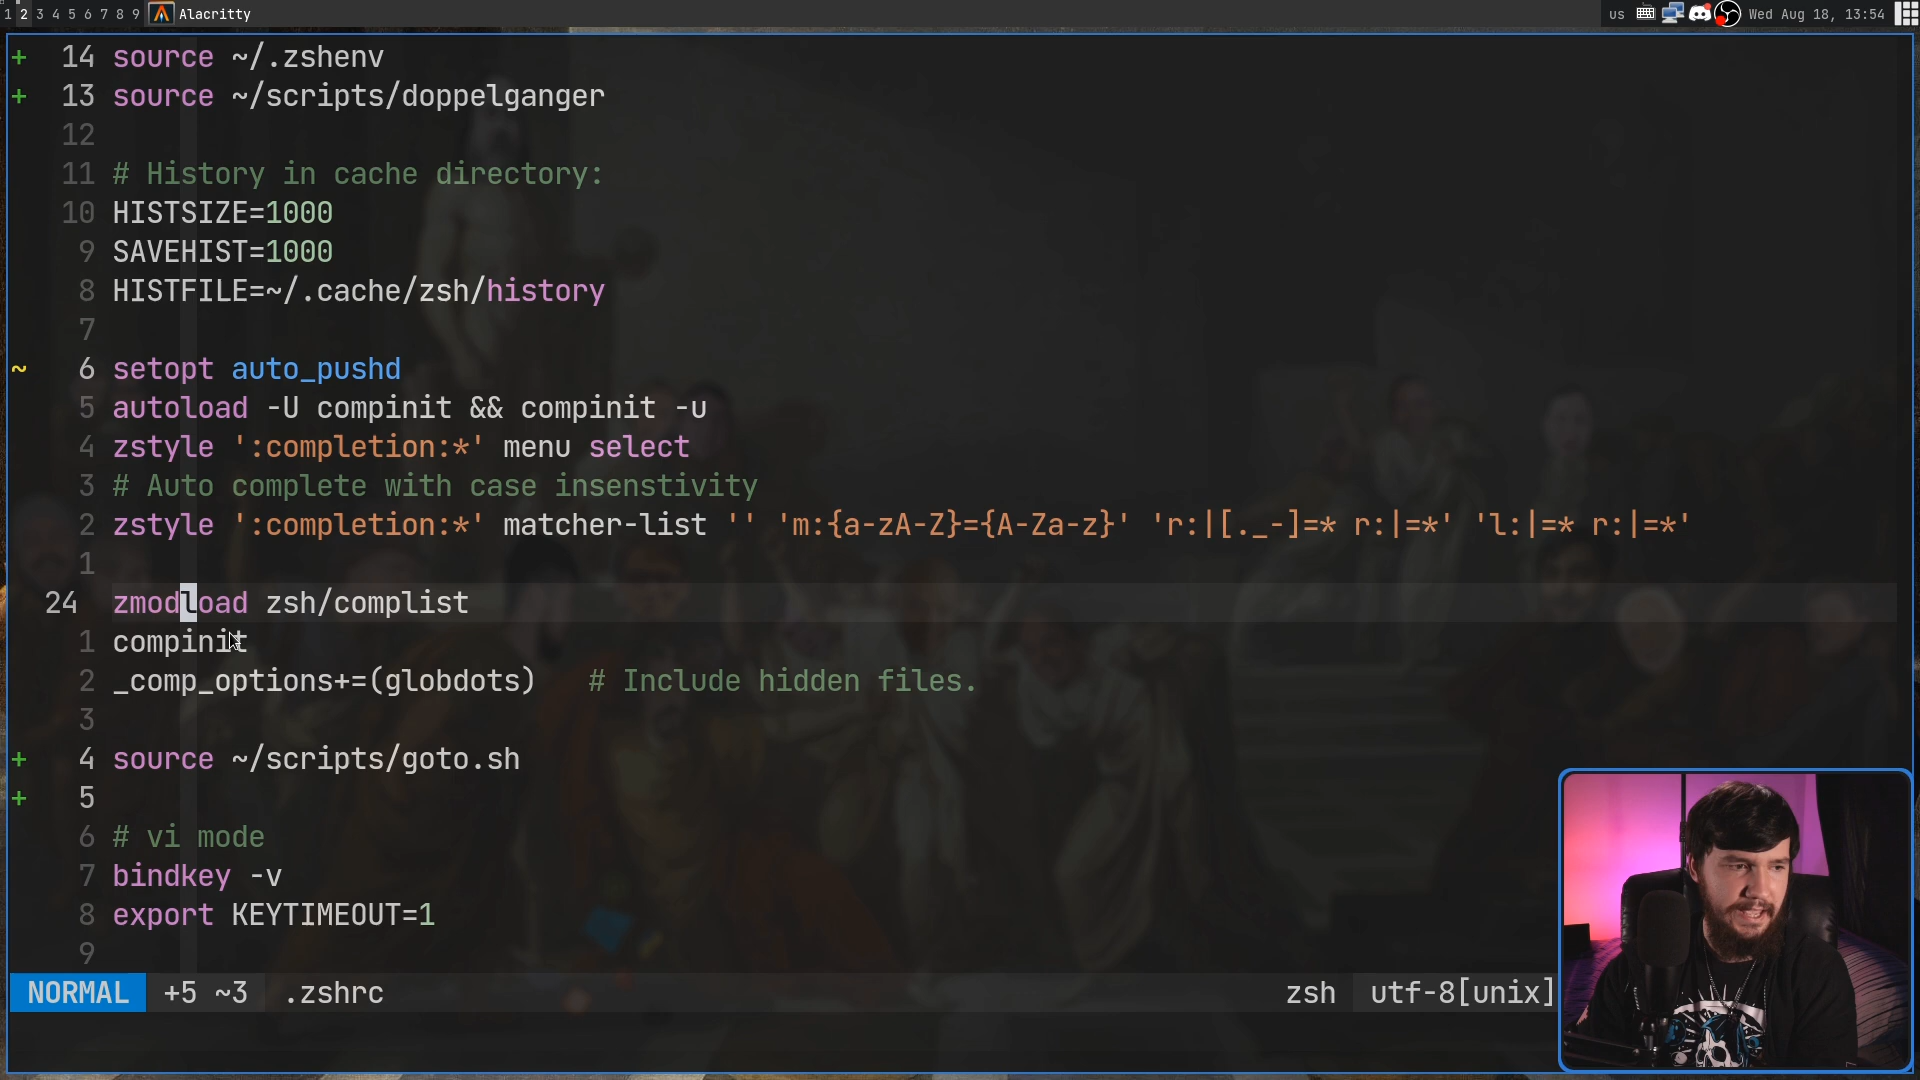 1 2 3 4 5 6 7 8 9 Alacritty us Wed Aug 18, 13:54
+ 14 source ~/.zshenv
+ 13 source ~/scripts/doppelganger
12
11 # History in cache directory:
10 HISTSIZE=1000
9 SAVEHIST=1000
8 HISTFILE=~/.cache/zsh/history
7
~ 6 setopt auto_pushd
5 autoload -U compinit && compinit -u
4 zstyle ':completion:*' menu select
3 # Auto complete with case insenstivity
2 zstyle ':completion:*' matcher-list '' 'm:{a-zA-Z}={A-Za-z}' 'r:|[._-]=* r:|=*' 'l:|=* r:|=*'
1
24 zmodload zsh/complist
1 compinit
2 _comp_options+=(globdots) # Include hidden files.
3
+ 4 source ~/scripts/goto.sh
+ 5
6 # vi mode
7 bindkey -v
8 export KEYTIMEOUT=1
9
NORMAL +5 ~3 .zshrc zsh utf-8[unix]